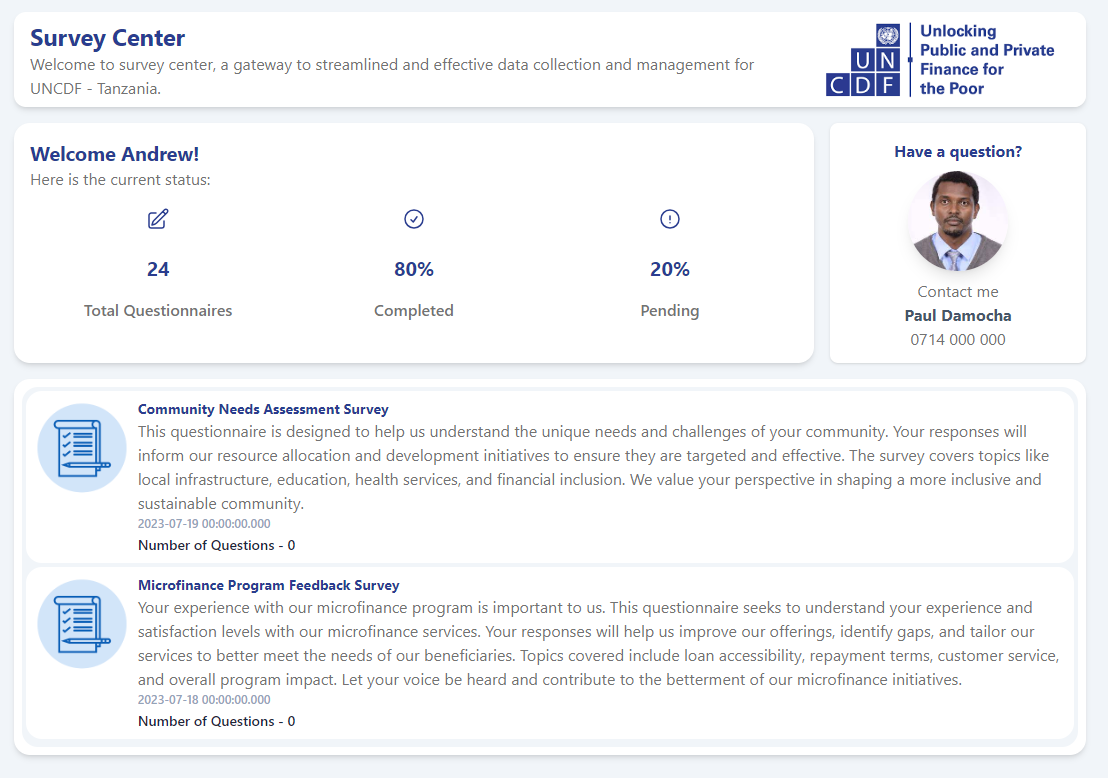 Survey Center
Welcome to survey center, a gateway to streamlined and effective data collection and management for
UNCDF - Tanzania.
UN
CDF
Unlocking
Public and Private
Finance for
the Poor
Welcome Andrew!
Here is the current status:
24
80%
20%
Total Questionnaires
Completed
Pending
Have a question?
Contact me
Paul Damocha
0714 000 000
Community Needs Assessment Survey
This questionnaire is designed to help us understand the unique needs and challenges of your community. Your responses will
inform our resource allocation and development initiatives to ensure they are targeted and effective. The survey covers topics like
local infrastructure, education, health services, and financial inclusion. We value your perspective in shaping a more inclusive and
sustainable community.
2023-07-19 00:00:00.000
Number of Questions - 0
Microfinance Program Feedback Survey
Your experience with our microfinance program is important to us. This questionnaire seeks to understand your experience and
satisfaction levels with our microfinance services. Your responses will help us improve our offerings, identify gaps, and tailor our
services to better meet the needs of our beneficiaries. Topics covered include loan accessibility, repayment terms, customer service,
and overall program impact. Let your voice be heard and contribute to the betterment of our microfinance initiatives.
2023-07-18 00:00:00.000
Number of Questions - 0